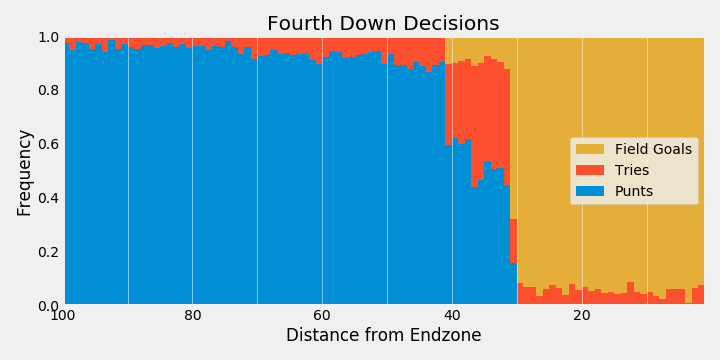 Fourth Down Decisions
Frequency
1.0
0.8
0.6
0.4
0.2
0.0
Field Goals
Tries
Punts
100
80
60
40
20
Distance from Endzone